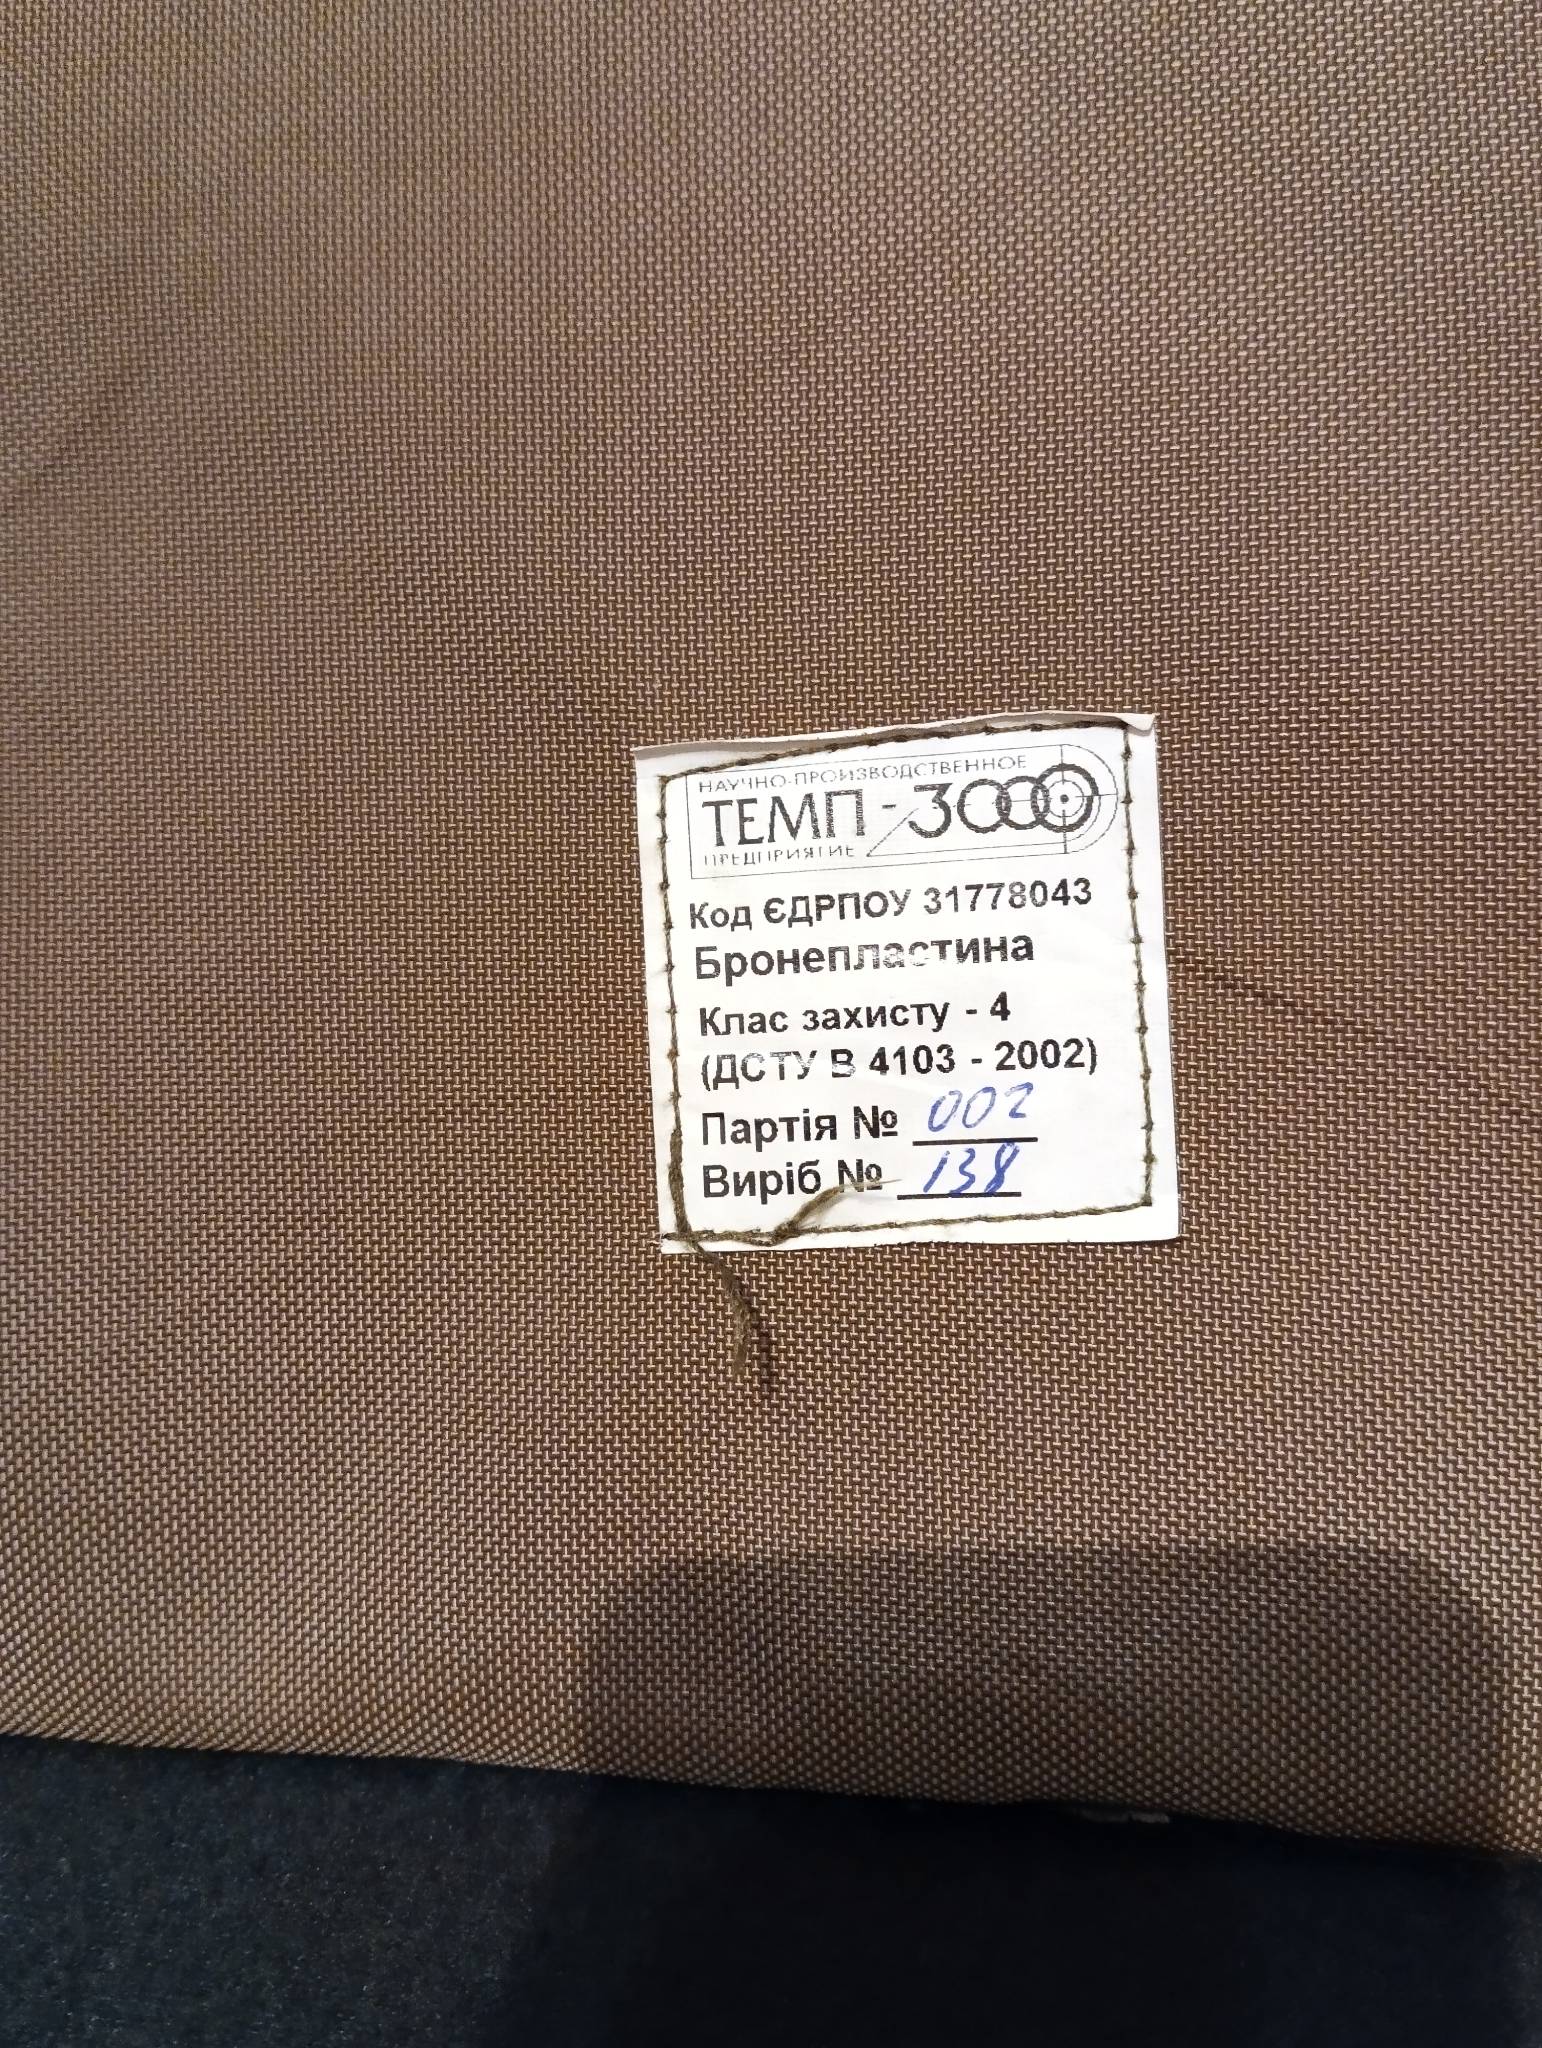 НАУЧНО-ПРОИЗВОДСТВЕННОЕ
ТЕМП-3000
ПРЕДПРИЯТИЕ
Код ЄДРПОУ 31778043
Бронепластина
Клас захисту - 4
(ДСТУ В 4103 - 2002)
Партія № 002
Виріб № 138